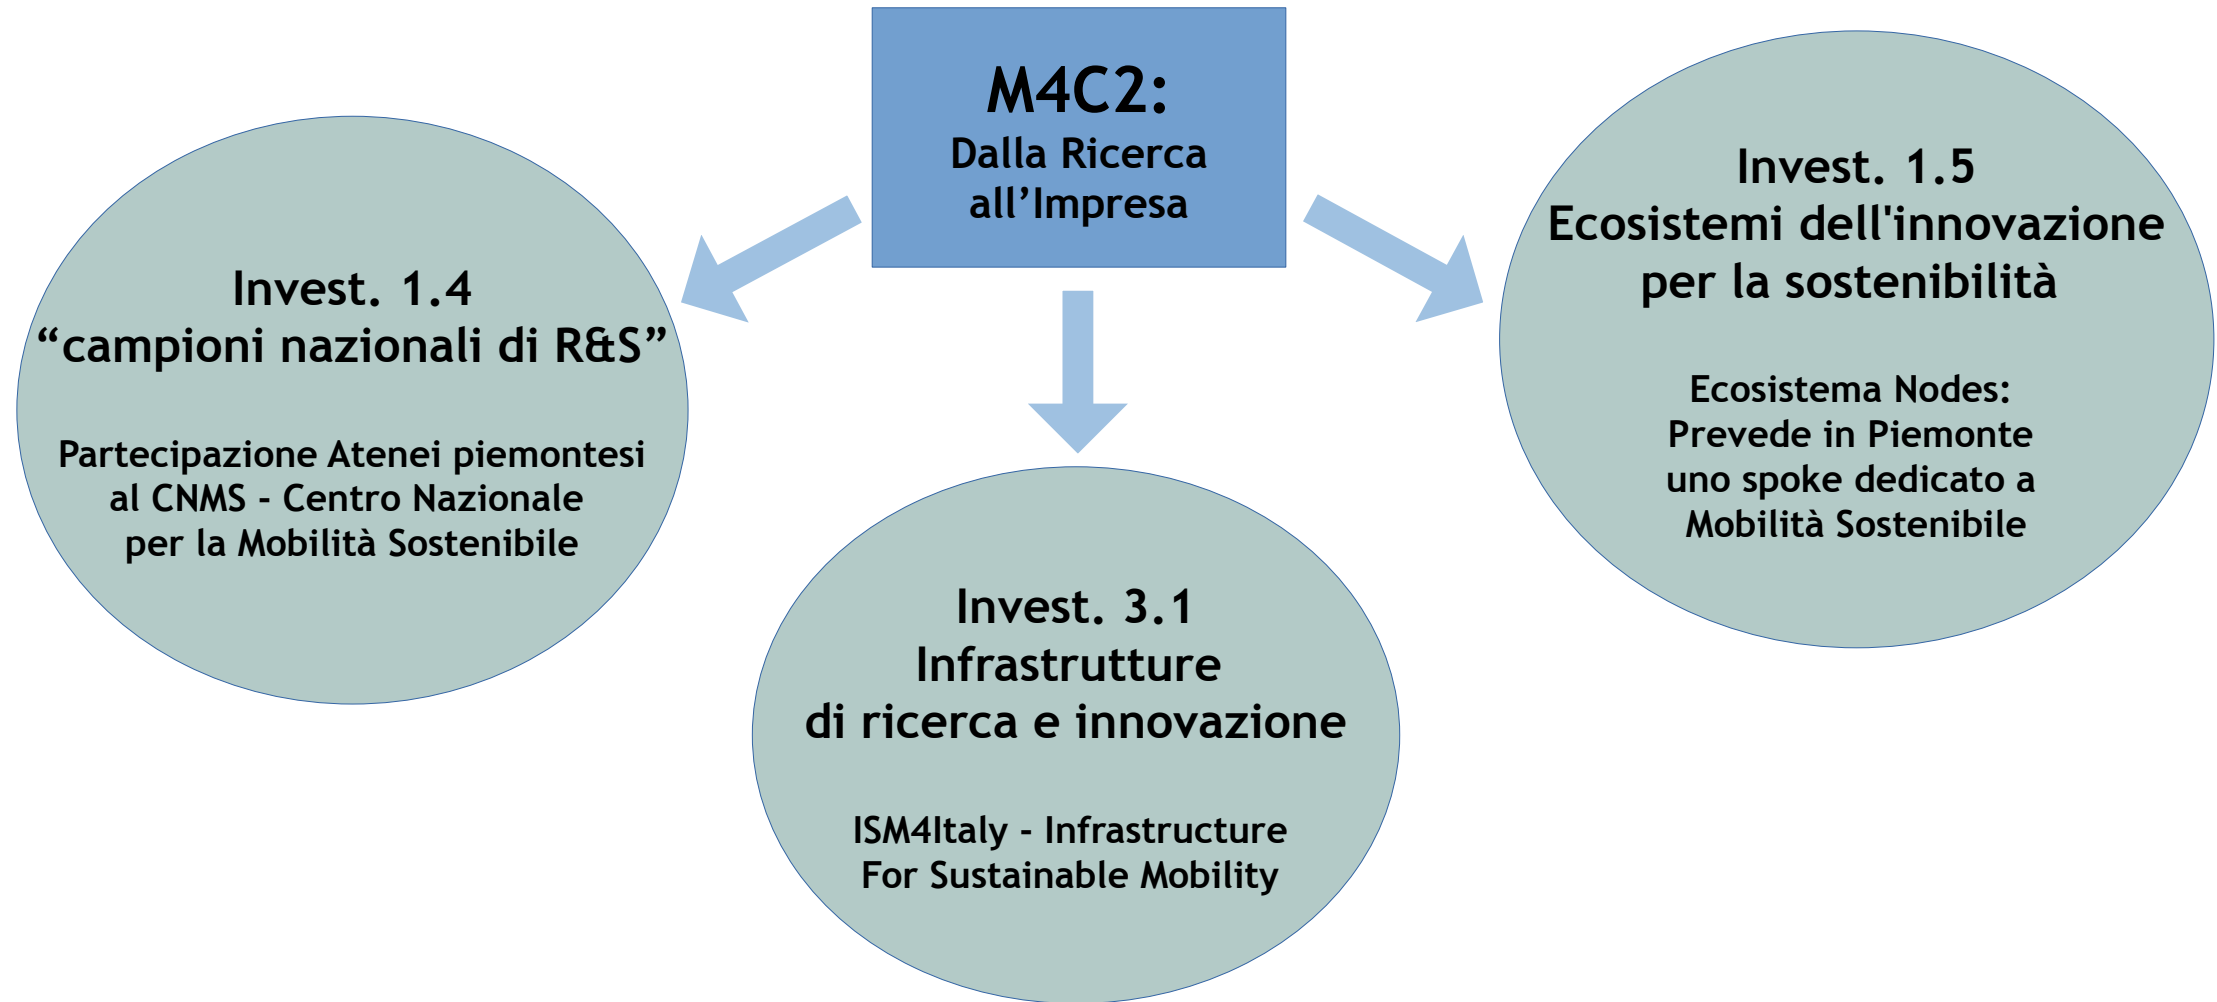 M4C2:
Dalla Ricerca
all’Impresa
Invest. 1.4
“campioni nazionali di R&S”
Partecipazione Atenei piemontesi
al CNMS - Centro Nazionale
per la Mobilità Sostenibile
Invest. 3.1
Infrastrutture
di ricerca e innovazione
ISM4Italy - Infrastructure
For Sustainable Mobility
Invest. 1.5
Ecosistemi dell'innovazione
per la sostenibilità
Ecosistema Nodes:
Prevede in Piemonte
uno spoke dedicato a
Mobilità Sostenibile